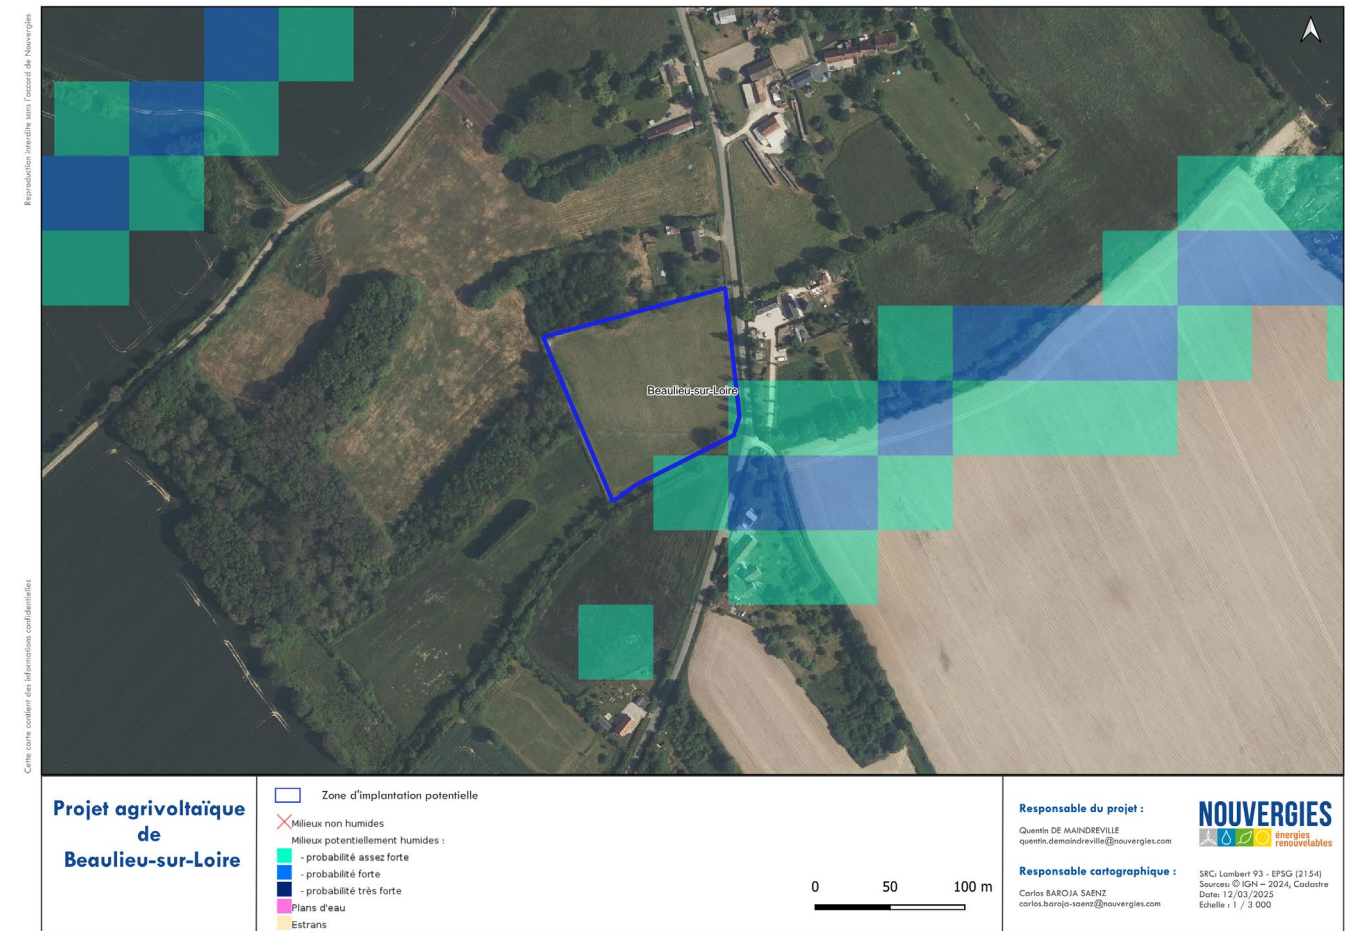 Reproduction interdite sans l'accord de Nouvergies
Cette carte contient des informations confidentielles
Beaulieu-sur-Loire
Projet agrivoltaïque
de
Beaulieu-sur-Loire
Zone d'implantation potentielle
Milieux non humides
Milieux potentiellement humides :
- probabilité assez forte
- probabilité forte
- probabilité très forte
Plans d'eau
Estrans
0 50 100 m
Responsable du projet :
Quentin DE MAINDREVILLE
quentin.demaindreville@nouvergies.com
Responsable cartographique :
Carlos BAROJA SAENZ
carlos.baroja-saenz@nouvergies.com
NOUVERGIES
énergies
renouvelables
SRC: Lambert 93 - EPSG (2154)
Sources: © IGN – 2024, Cadastre
Date: 12/03/2025
Echelle : 1 / 3 000